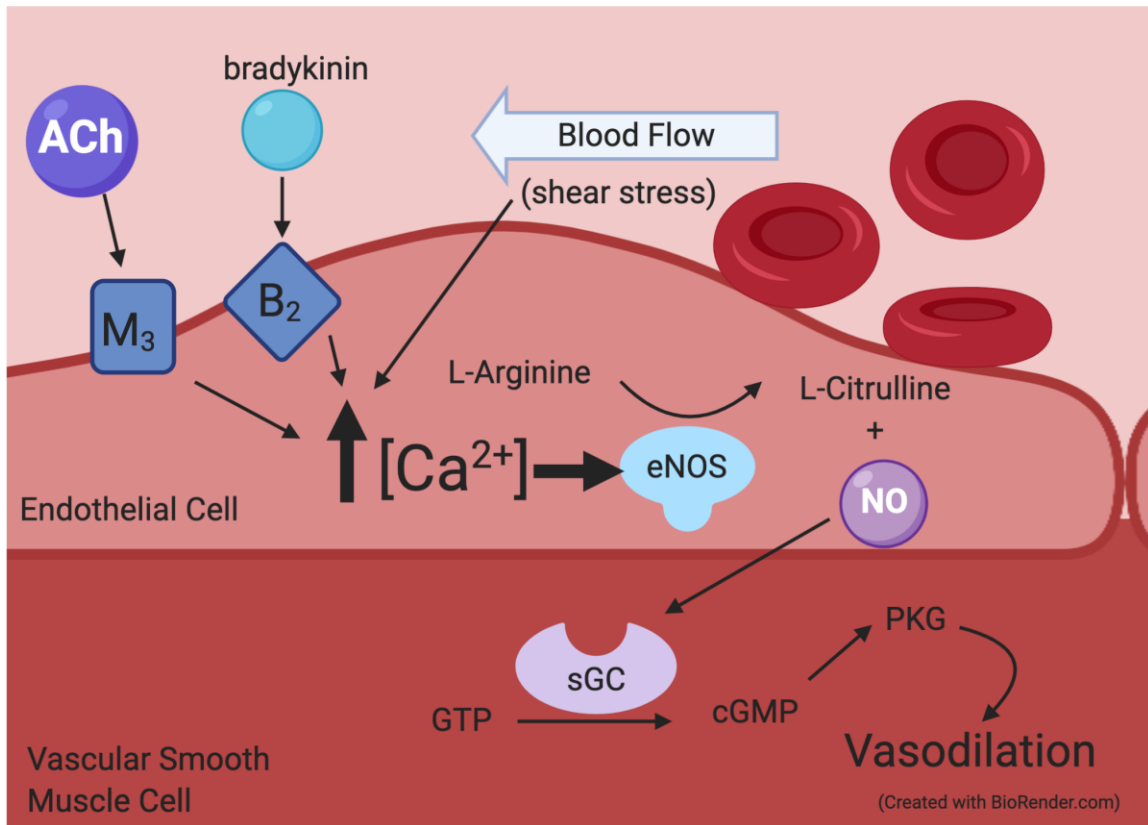 bradykinin
ACh
Blood Flow
(shear stress)
B₂
M₃
L-Arginine
L-Citrulline
+
[Ca²⁺]
eNOS
NO
Endothelial Cell
PKG
sGC
GTP
cGMP
Vasodilation
Vascular Smooth
Muscle Cell
(Created with BioRender.com)